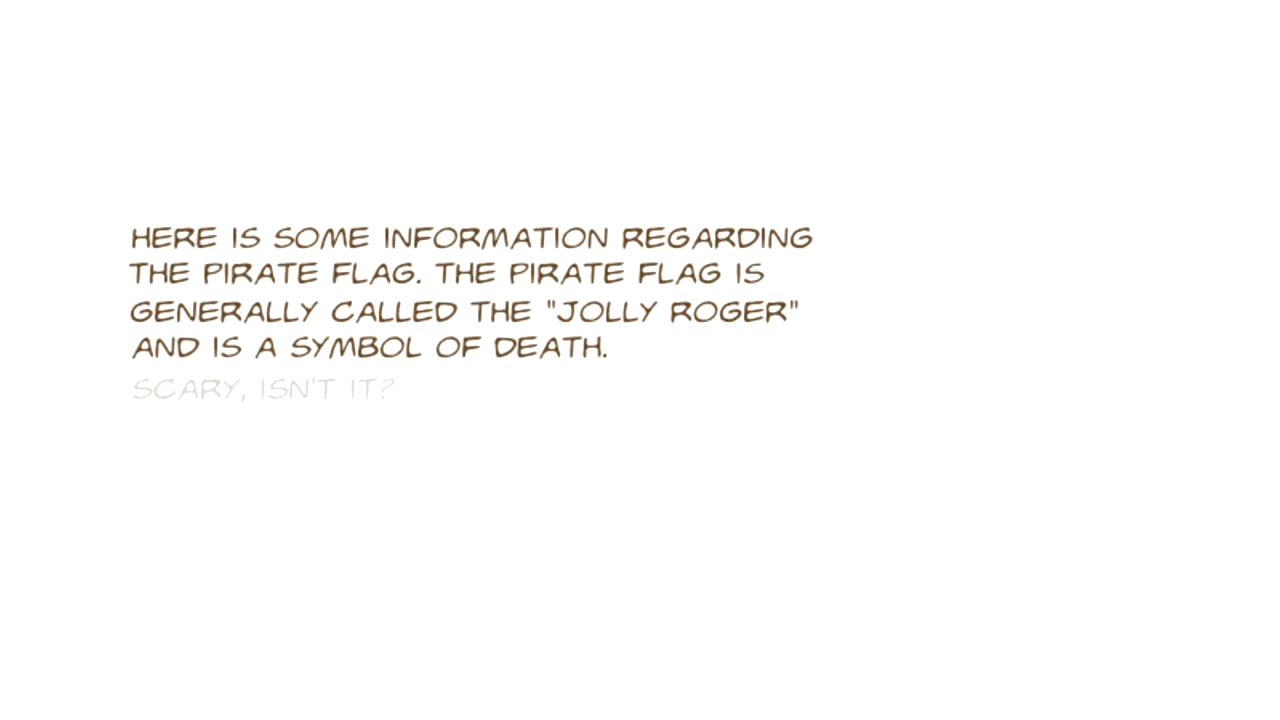 HERE IS SOME INFORMATION REGARDING
THE PIRATE FLAG. THE PIRATE FLAG IS
GENERALLY CALLED THE "JOLLY ROGER"
AND IS A SYMBOL OF DEATH.
SCARY, ISN'T IT?